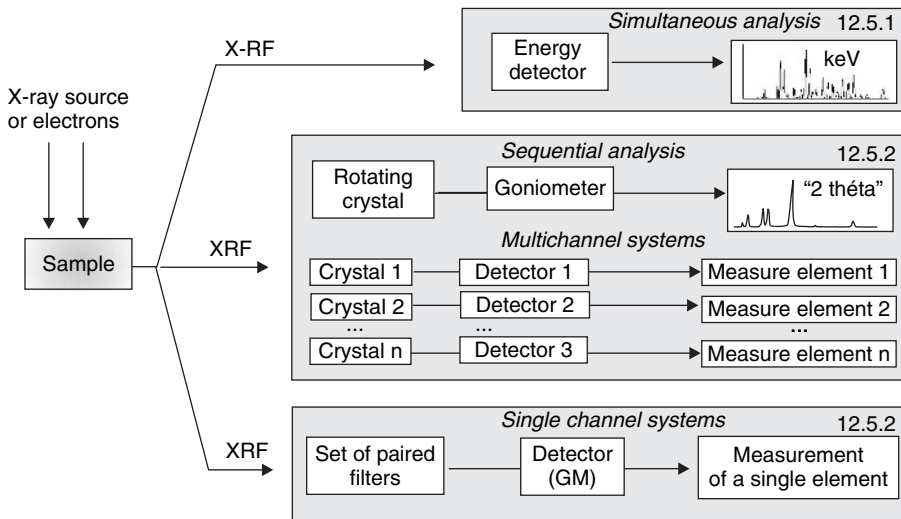 Simultaneous analysis 12.5.1
X-RF
Energy
detector
keV
X-ray source
or electrons
Sample
Sequential analysis 12.5.2
Rotating
crystal
Goniometer
“2 théta”
Multichannel systems
XRF
Crystal 1 Detector 1 Measure element 1
Crystal 2 Detector 2 Measure element 2
... ... ...
Crystal n Detector 3 Measure element n
Single channel systems 12.5.2
XRF
Set of paired
filters
Detector
(GM)
Measurement
of a single element